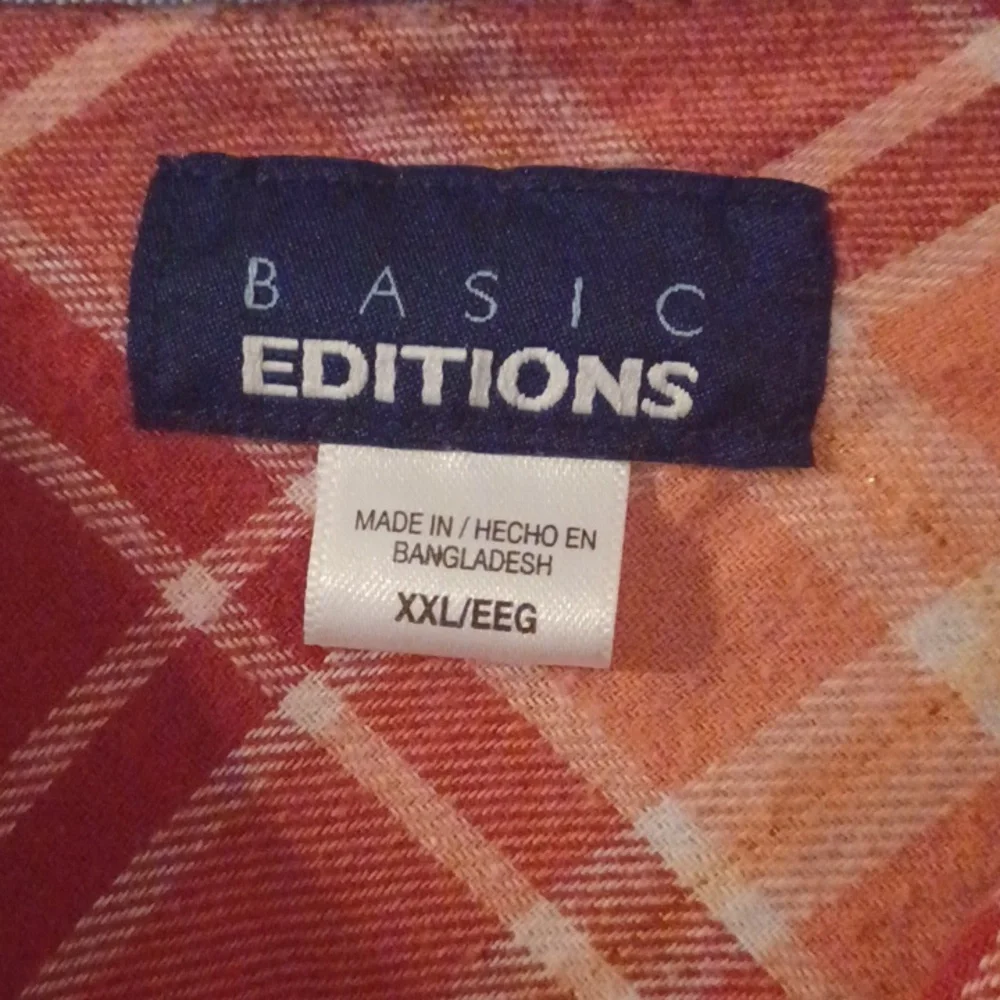 BASIC
EDITIONS
MADE IN / HECHO EN
BANGLADESH
XXL/EEG